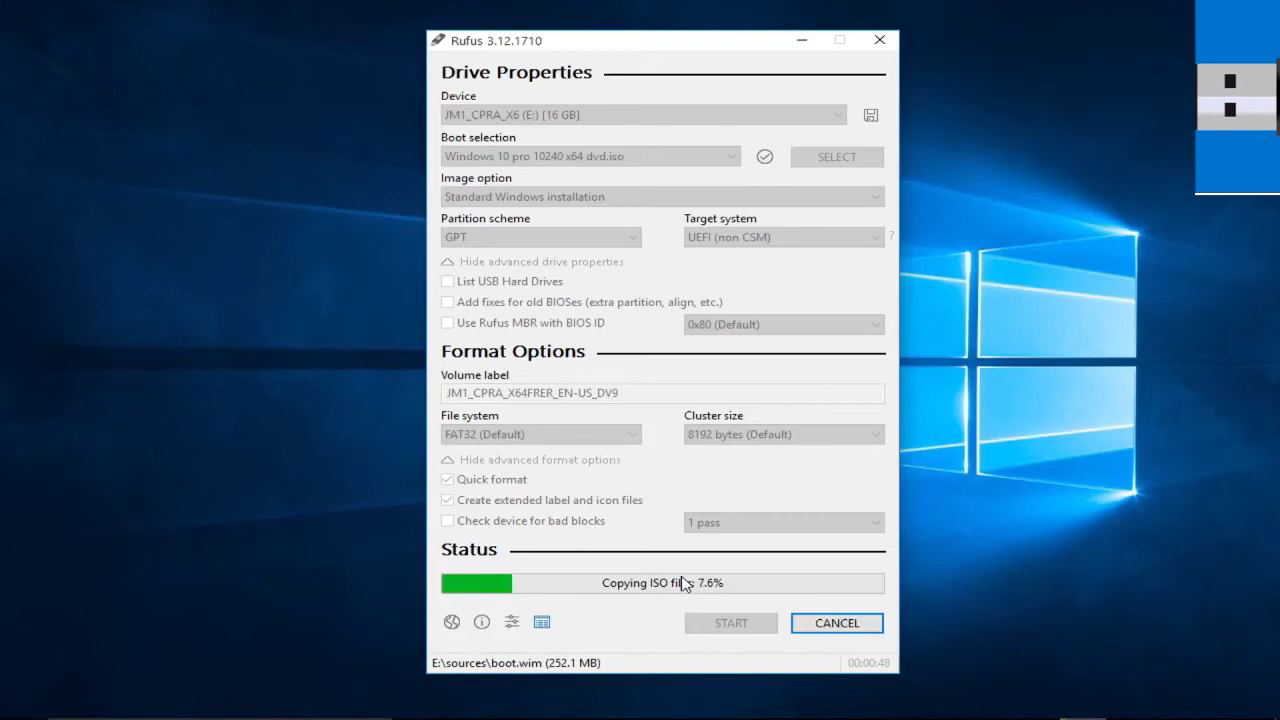 Rufus 3.12.1710
Drive Properties
Device
JM1_CPRA_X6 (E:) [16 GB]
Boot selection
Windows 10 pro 10240 x64 dvd.iso
SELECT
Image option
Standard Windows installation
Partition scheme
Target system
GPT
UEFI (non CSM)
?
Hide advanced drive properties
List USB Hard Drives
Add fixes for old BIOSes (extra partition, align, etc.)
Use Rufus MBR with BIOS ID
0x80 (Default)
Format Options
Volume label
JM1_CPRA_X64FRER_EN-US_DV9
File system
Cluster size
FAT32 (Default)
8192 bytes (Default)
Hide advanced format options
Quick format
Create extended label and icon files
Check device for bad blocks
1 pass
Status
Copying ISO files: 7.6%
START
CANCEL
E:\sources\boot.wim (252.1 MB)
00:00:48